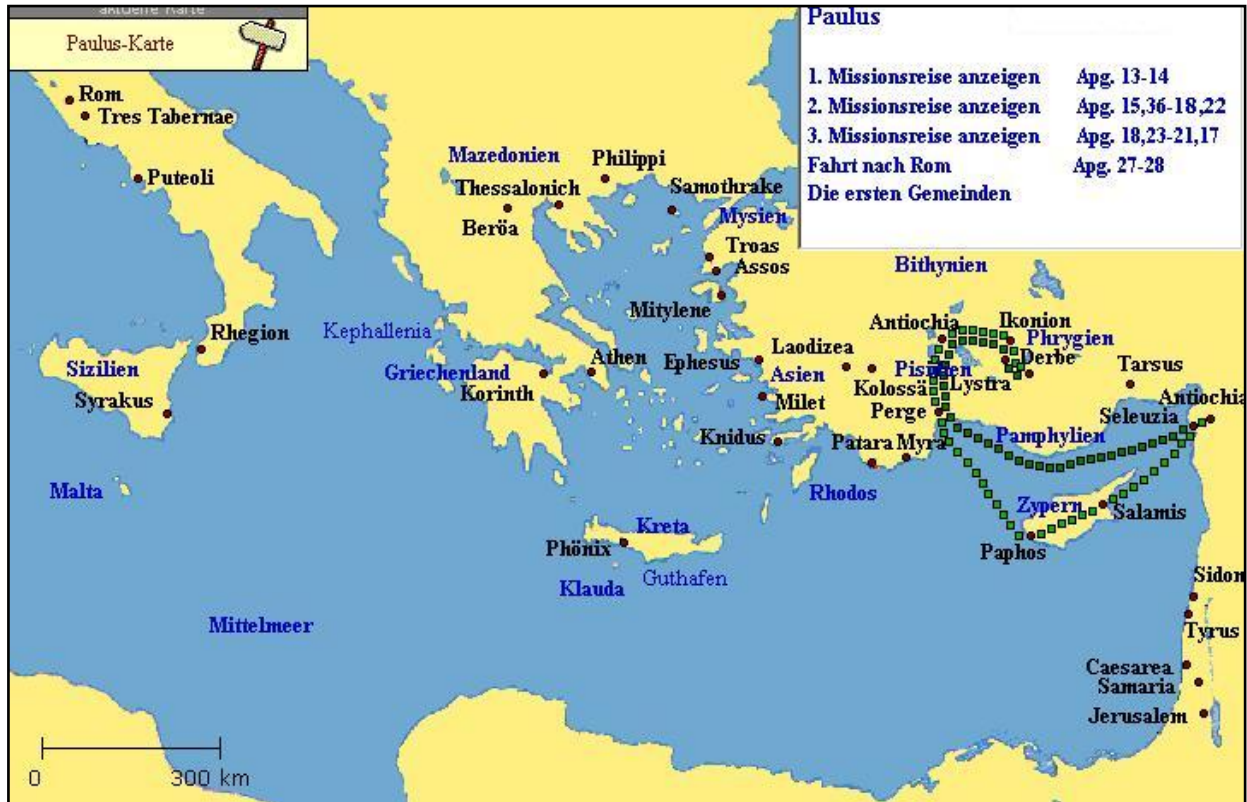 aktuelle Karte
Paulus-Karte
Paulus
1. Missionsreise anzeigen Apg. 13-14
2. Missionsreise anzeigen Apg. 15,36-18,22
3. Missionsreise anzeigen Apg. 18,23-21,17
Fahrt nach Rom Apg. 27-28
Die ersten Gemeinden
Rom
Tres Tabernae
Puteoli
Mazedonien
Philippi
Thessalonich
Samothrake
Beröa
Mysien
Troas
Assos
Bithynien
Mitylene
Rhegion
Kephallenia
Antiochia
Ikonion
Phrygien
Sizilien
Griechenland
Athen
Ephesus
Laodizea
Asien
Pisidien
Derbe
Tarsus
Syrakus
Korinth
Kolossä
Lystra
Antiochia
Milet
Perge
Seleuzia
Knidus
Patara
Myra
Pamphylien
Malta
Rhodos
Zypern
Salamis
Kreta
Phönix
Paphos
Klauda
Guthafen
Sidon
Mittelmeer
Tyrus
Caesarea
Samaria
Jerusalem
0 300 km